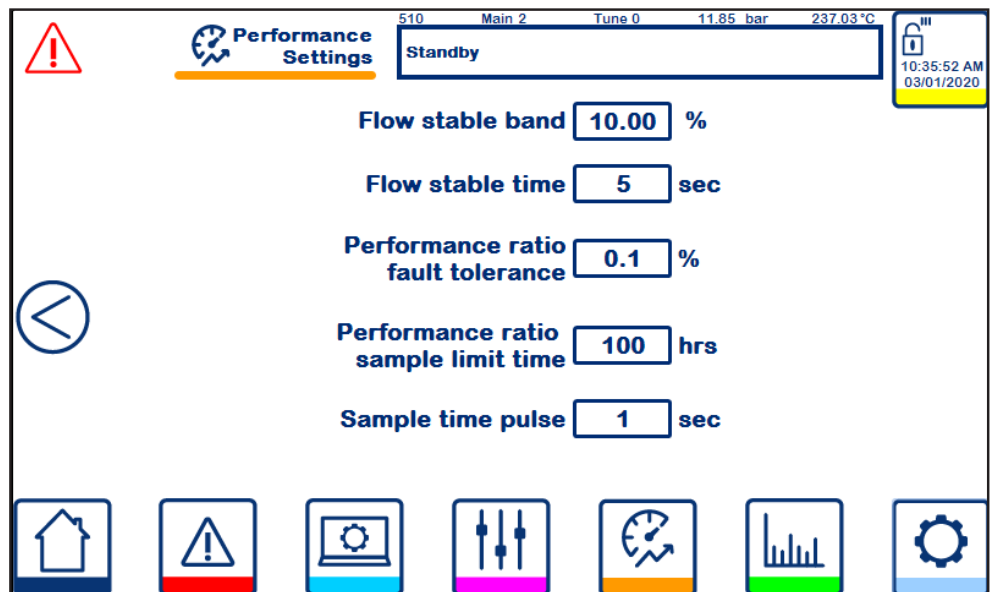 510 Main 2 Tune 0 11.85 bar 237.03 °C
Performance
Settings
Standby
10:35:52 AM
03/01/2020
Flow stable band 10.00 %
Flow stable time 5 sec
Performance ratio
fault tolerance 0.1 %
Performance ratio
sample limit time 100 hrs
Sample time pulse 1 sec